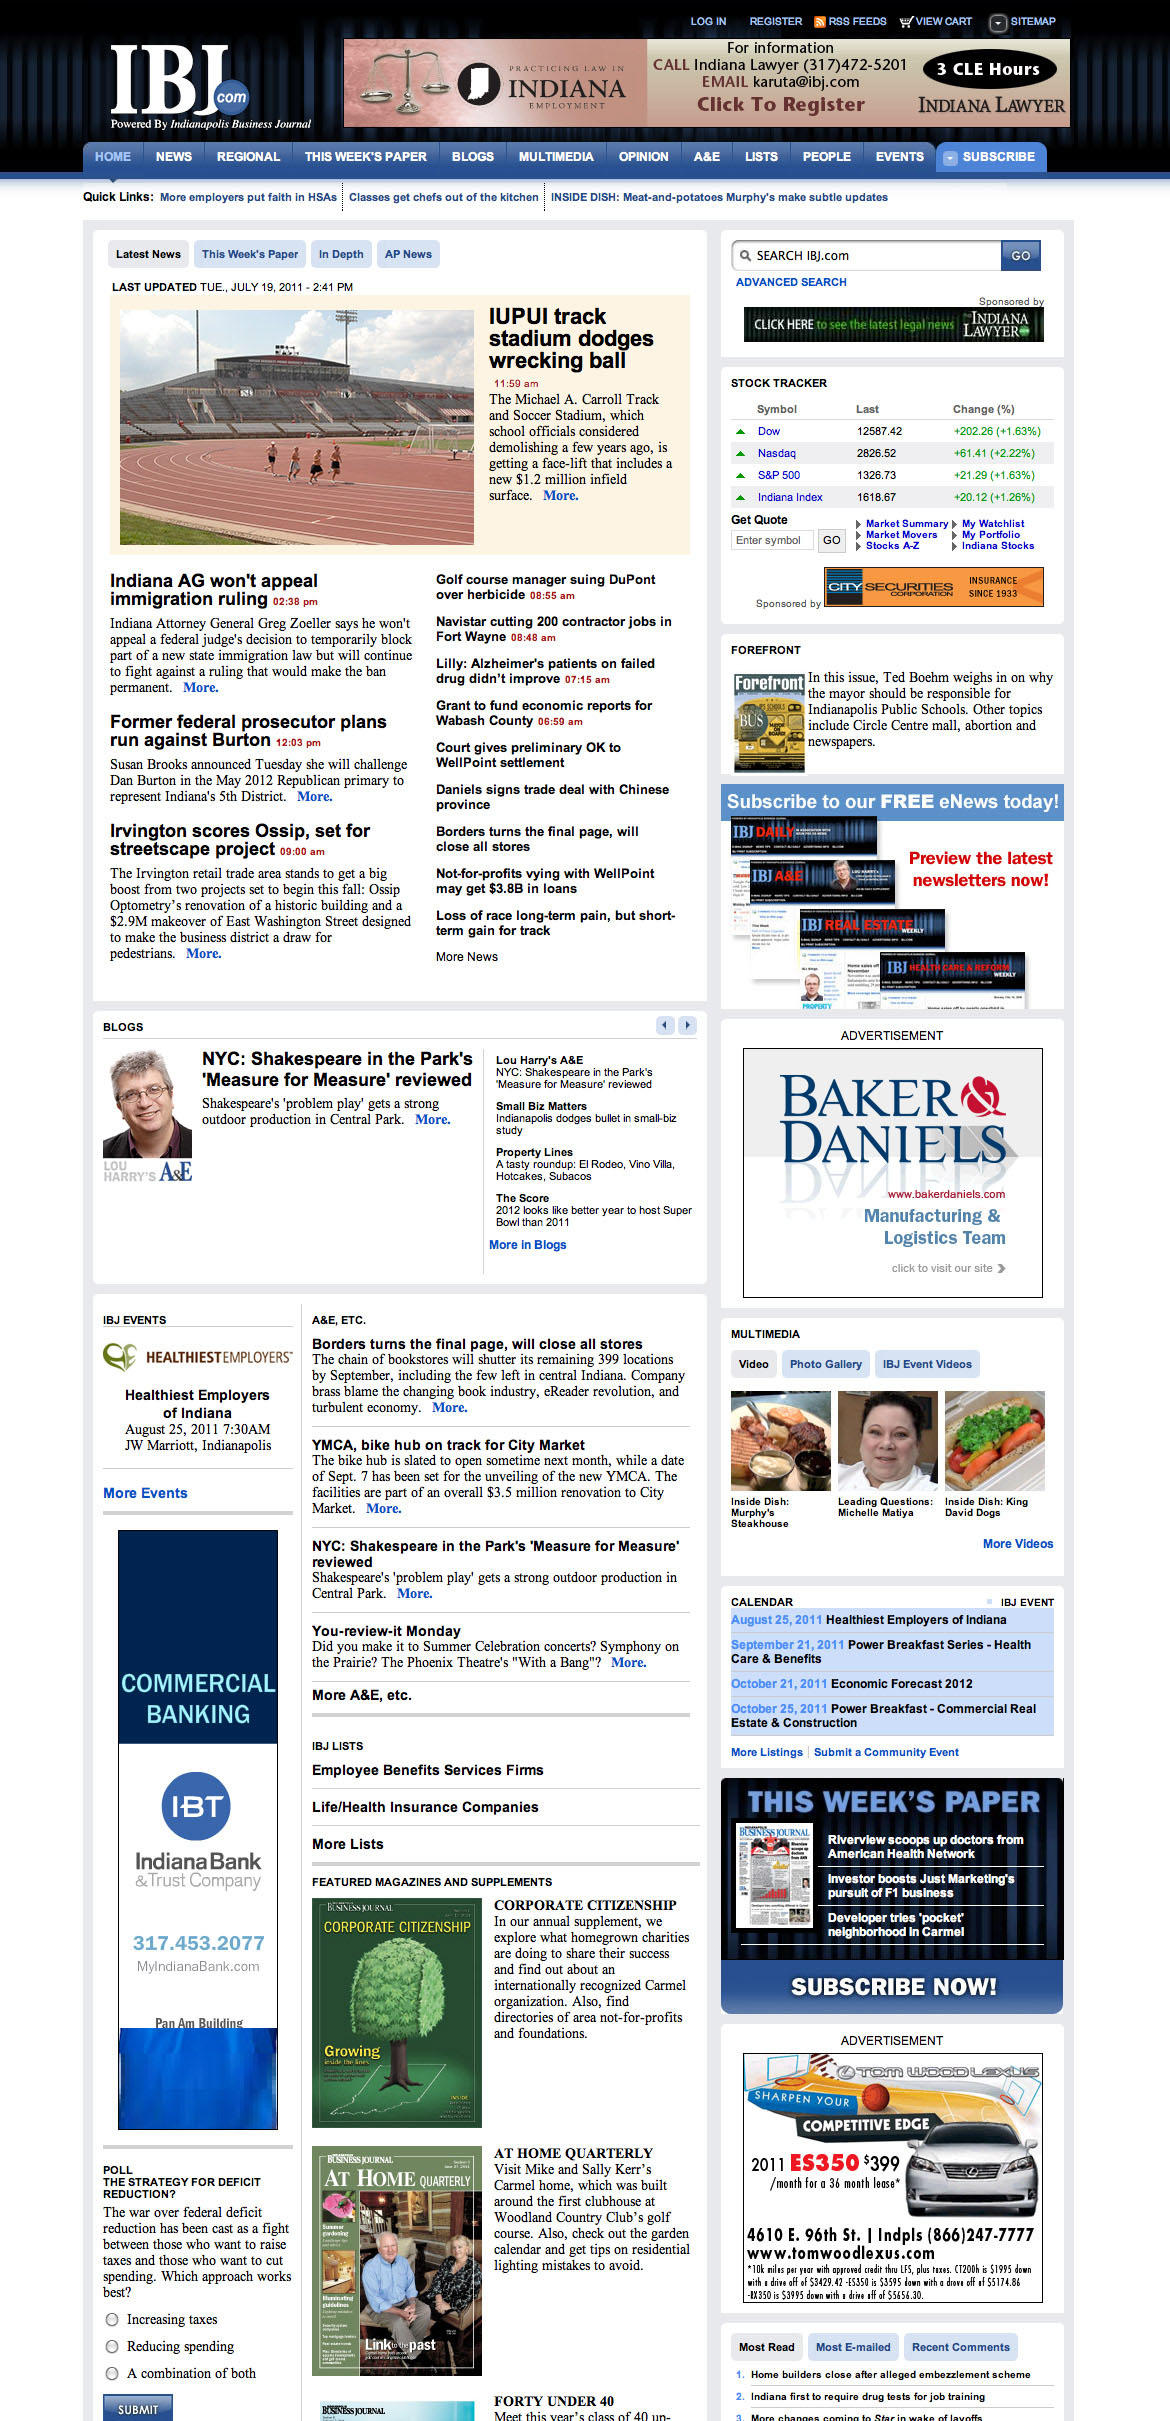 LOG IN
REGISTER
RSS FEEDS
VIEW CART
SITEMAP
IBJ.com
Powered By Indianapolis Business Journal
PRACTICING LAW IN
INDIANA
EMPLOYMENT
For information
CALL Indiana Lawyer (317)472-5201
EMAIL karuta@ibj.com
Click To Register
3 CLE Hours
INDIANA LAWYER
HOME NEWS REGIONAL THIS WEEK'S PAPER BLOGS MULTIMEDIA OPINION A&E LISTS PEOPLE EVENTS SUBSCRIBE
Quick Links: More employers put faith in HSAs Classes get chefs out of the kitchen INSIDE DISH: Meat-and-potatoes Murphy's make subtle updates
Latest News This Week's Paper In Depth AP News
LAST UPDATED TUE., JULY 19, 2011 - 2:41 PM
IUPUI track
stadium dodges
wrecking ball
11:59 am
The Michael A. Carroll Track
and Soccer Stadium, which
school officials considered
demolishing a few years ago, is
getting a face-lift that includes a
new $1.2 million infield
surface. More.
Indiana AG won't appeal
immigration ruling 02:38 pm
Indiana Attorney General Greg Zoeller says he won't
appeal a federal judge's decision to temporarily block
part of a new state immigration law but will continue
to fight against a ruling that would make the ban
permanent. More.
Former federal prosecutor plans
run against Burton 12:03 pm
Susan Brooks announced Tuesday she will challenge
Dan Burton in the May 2012 Republican primary to
represent Indiana's 5th District. More.
Irvington scores Ossip, set for
streetscape project 09:00 am
The Irvington retail trade area stands to get a big
boost from two projects set to begin this fall: Ossip
Optometry's renovation of a historic building and a
$2.9M makeover of East Washington Street designed
to make the business district a draw for
pedestrians. More.
Golf course manager suing DuPont
over herbicide 08:55 am
Navistar cutting 200 contractor jobs in
Fort Wayne 08:48 am
Lilly: Alzheimer's patients on failed
drug didn't improve 07:15 am
Grant to fund economic reports for
Wabash County 06:59 am
Court gives preliminary OK to
WellPoint settlement
Daniels signs trade deal with Chinese
province
Borders turns the final page, will
close all stores
Not-for-profits vying with WellPoint
may get $3.8B in loans
Loss of race long-term pain, but short-
term gain for track
More News
BLOGS
LOU
HARRY'S A&E
NYC: Shakespeare in the Park's
'Measure for Measure' reviewed
Shakespeare's 'problem play' gets a strong
outdoor production in Central Park. More.
Lou Harry's A&E
NYC: Shakespeare in the Park's
'Measure for Measure' reviewed
Small Biz Matters
Indianapolis dodges bullet in small-biz
study
Property Lines
A tasty roundup: El Rodeo, Vino Villa,
Hotcakes, Subacos
The Score
2012 looks like better year to host Super
Bowl than 2011
More in Blogs
IBJ EVENTS
HEALTHIESTEMPLOYERS
Healthiest Employers
of Indiana
August 25, 2011 7:30AM
JW Marriott, Indianapolis
More Events
COMMERCIAL
BANKING
IBT
Indiana Bank
& Trust Company
317.453.2077
MyIndianaBank.com
Pan Am Building
POLL
THE STRATEGY FOR DEFICIT
REDUCTION?
The war over federal deficit
reduction has been cast as a fight
between those who want to raise
taxes and those who want to cut
spending. Which approach works
best?
Increasing taxes
Reducing spending
A combination of both
SUBMIT
A&E, ETC.
Borders turns the final page, will close all stores
The chain of bookstores will shutter its remaining 399 locations
by September, including the few left in central Indiana. Company
brass blame the changing book industry, eReader revolution, and
turbulent economy. More.
YMCA, bike hub on track for City Market
The bike hub is slated to open sometime next month, while a date
of Sept. 7 has been set for the unveiling of the new YMCA. The
facilities are part of an overall $3.5 million renovation to City
Market. More.
NYC: Shakespeare in the Park's 'Measure for Measure'
reviewed
Shakespeare's 'problem play' gets a strong outdoor production in
Central Park. More.
You-review-it Monday
Did you make it to Summer Celebration concerts? Symphony on
the Prairie? The Phoenix Theatre's "With a Bang"? More.
More A&E, etc.
IBJ LISTS
Employee Benefits Services Firms
Life/Health Insurance Companies
More Lists
FEATURED MAGAZINES AND SUPPLEMENTS
BUSINESS JOURNAL
CORPORATE CITIZENSHIP
Growing
inside the lines
INSIDE
CORPORATE CITIZENSHIP
In our annual supplement, we
explore what homegrown charities
are doing to share their success
and find out about an
internationally recognized Carmel
organization. Also, find
directories of area not-for-profits
and foundations.
BUSINESS JOURNAL
AT HOME QUARTERLY
Summer
gardening
Illuminating
guidelines
Link to the past
AT HOME QUARTERLY
Visit Mike and Sally Kerr's
Carmel home, which was built
around the first clubhouse at
Woodland Country Club's golf
course. Also, check out the garden
calendar and get tips on residential
lighting mistakes to avoid.
BUSINESS JOURNAL
FORTY UNDER 40
Meet this year's class of 40 up-
SEARCH IBJ.com GO
ADVANCED SEARCH
Sponsored by
CLICK HERE to see the latest legal news
THE INDIANA
LAWYER
STOCK TRACKER
Symbol Last Change (%)
Dow 12587.42 +202.26 (+1.63%)
Nasdaq 2826.52 +61.41 (+2.22%)
S&P 500 1326.73 +21.29 (+1.63%)
Indiana Index 1618.67 +20.12 (+1.26%)
Get Quote
Enter symbol GO
Market Summary
Market Movers
Stocks A-Z
My Watchlist
My Portfolio
Indiana Stocks
Sponsored by
CITY SECURITIES
CORPORATION
INSURANCE
SINCE 1933
FOREFRONT
Forefront
BUS
In this issue, Ted Boehm weighs in on why
the mayor should be responsible for
Indianapolis Public Schools. Other topics
include Circle Centre mall, abortion and
newspapers.
Subscribe to our FREE eNews today!
IBJ DAILY
IBJ A&E
IBJ REAL ESTATE
WEEKLY
IBJ HEALTH CARE & REFORM
WEEKLY
Preview the latest
newsletters now!
ADVERTISEMENT
BAKER &
DANIELS
www.bakerdaniels.com
Manufacturing &
Logistics Team
click to visit our site
MULTIMEDIA
Video Photo Gallery IBJ Event Videos
Inside Dish:
Murphy's
Steakhouse
Leading Questions:
Michelle Matiya
Inside Dish: King
David Dogs
More Videos
CALENDAR
IBJ EVENT
August 25, 2011 Healthiest Employers of Indiana
September 21, 2011 Power Breakfast Series - Health
Care & Benefits
October 21, 2011 Economic Forecast 2012
October 25, 2011 Power Breakfast - Commercial Real
Estate & Construction
More Listings Submit a Community Event
THIS WEEK'S PAPER
BUSINESS JOURNAL
Riverview scoops up doctors from
American Health Network
Investor boosts Just Marketing's
pursuit of F1 business
Developer tries 'pocket'
neighborhood in Carmel
SUBSCRIBE NOW!
ADVERTISEMENT
TOM WOOD LEXUS
SHARPEN YOUR
COMPETITIVE EDGE
2011 ES350 $399
/month for a 36 month lease*
4610 E. 96th St. | Indpls (866)247-7777
www.tomwoodlexus.com
*10k miles per year with approved credit thru LFS, plus taxes. CT200h is $1995 down
with a drive off of $3429.42 -ES350 is $3595 down with a drove off of $5174.86
-RX350 is $3995 down with a drive off of $5656.30.
Most Read Most E-mailed Recent Comments
1. Home builders close after alleged embezzlement scheme
2. Indiana first to require drug tests for job training
3. More changes coming to Star in wake of layoffs